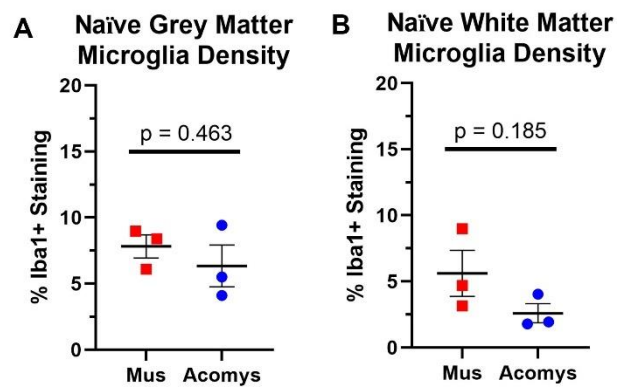 A
Naïve Grey Matter
Microglia Density
% Iba1+ Staining
20
15
10
5
0
p = 0.463
Mus Acomys
B
Naïve White Matter
Microglia Density
% Iba1+ Staining
20
15
10
5
0
p = 0.185
Mus Acomys